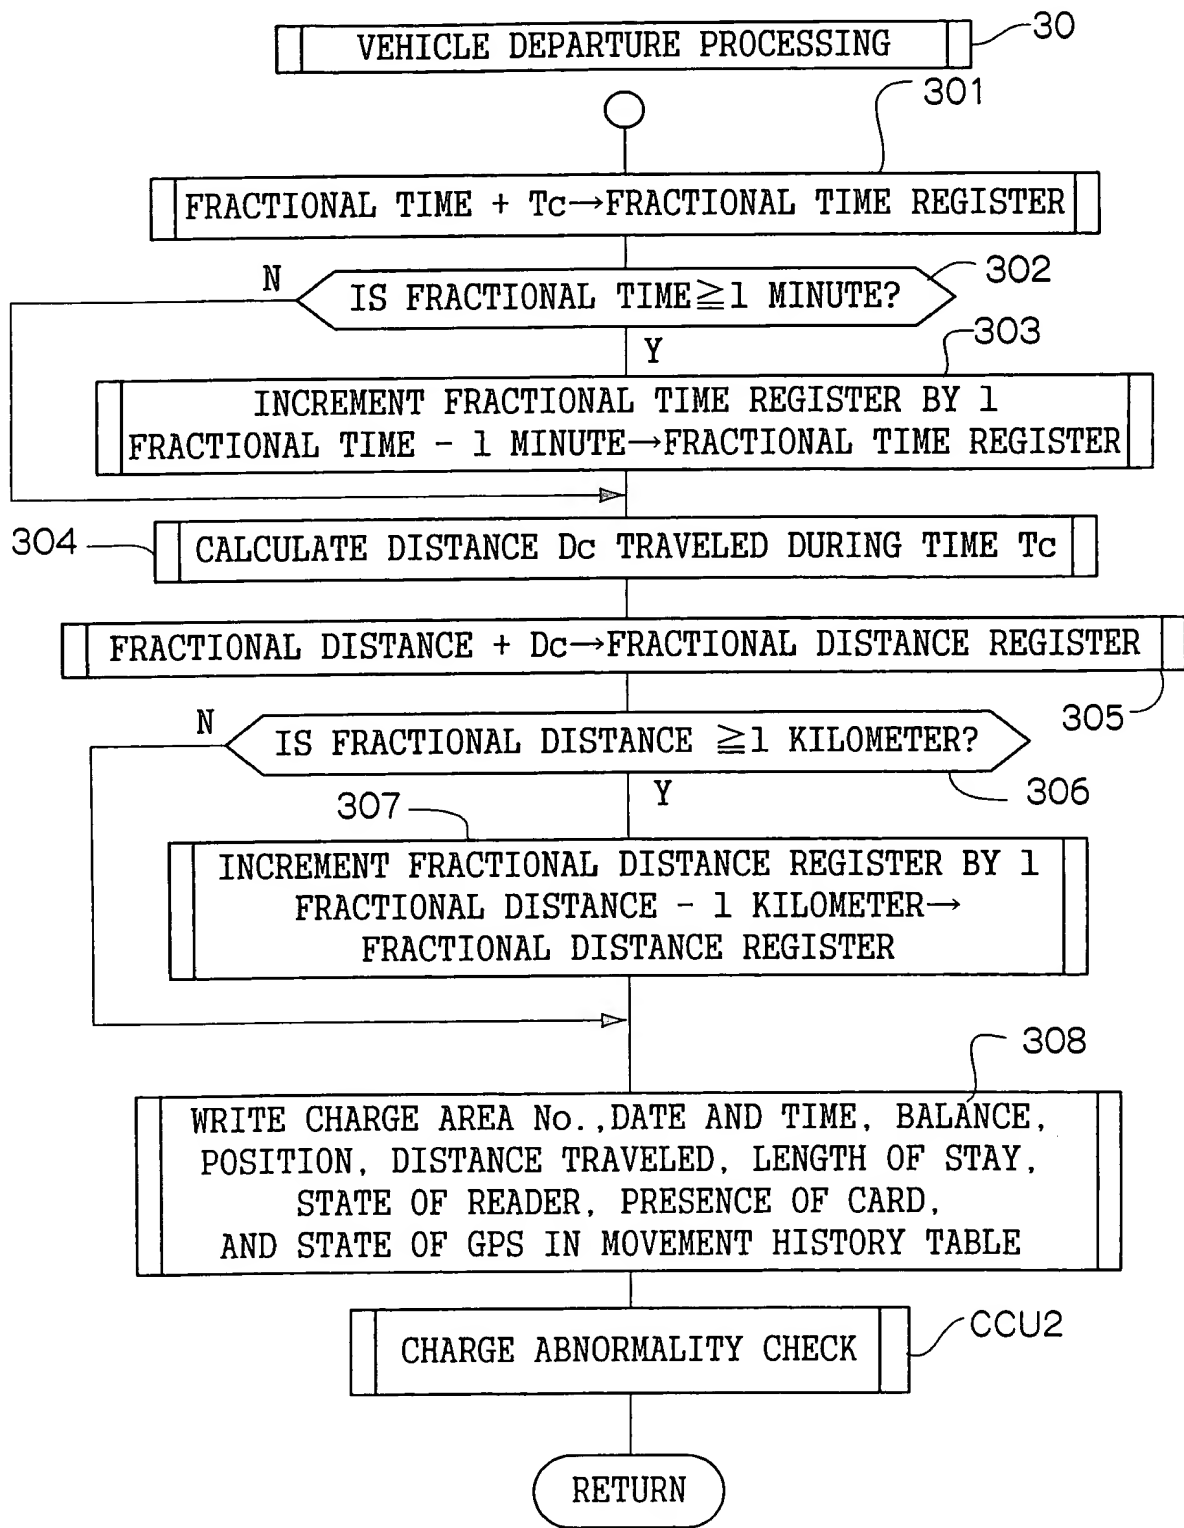 VEHICLE DEPARTURE PROCESSING
30
301
FRACTIONAL TIME + Tc→FRACTIONAL TIME REGISTER
N
IS FRACTIONAL TIME≧1 MINUTE?
302
Y
303
INCREMENT FRACTIONAL TIME REGISTER BY 1
FRACTIONAL TIME - 1 MINUTE→FRACTIONAL TIME REGISTER
304
CALCULATE DISTANCE Dc TRAVELED DURING TIME Tc
FRACTIONAL DISTANCE + Dc→FRACTIONAL DISTANCE REGISTER
305
N
IS FRACTIONAL DISTANCE ≧1 KILOMETER?
306
Y
307
INCREMENT FRACTIONAL DISTANCE REGISTER BY 1
FRACTIONAL DISTANCE - 1 KILOMETER→
FRACTIONAL DISTANCE REGISTER
308
WRITE CHARGE AREA No.,DATE AND TIME, BALANCE,
POSITION, DISTANCE TRAVELED, LENGTH OF STAY,
STATE OF READER, PRESENCE OF CARD,
AND STATE OF GPS IN MOVEMENT HISTORY TABLE
CHARGE ABNORMALITY CHECK
CCU2
RETURN